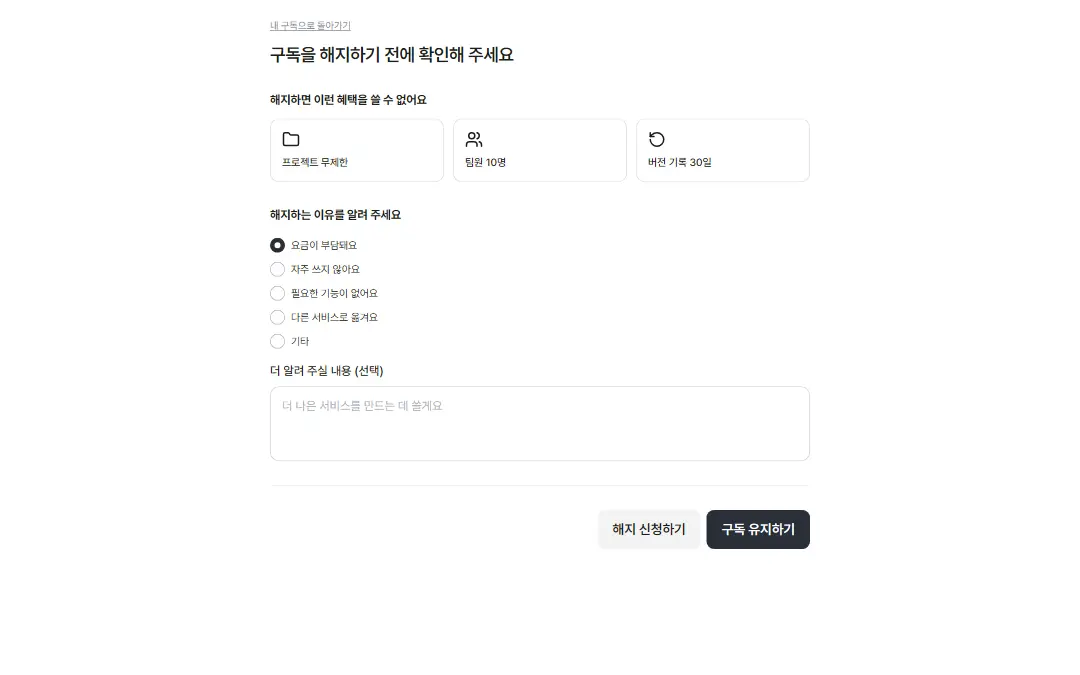 내 구독으로 돌아가기
구독을 해지하기 전에 확인해 주세요
해지하면 이런 혜택을 쓸 수 없어요
프로젝트 무제한
팀원 10명
버전 기록 30일
해지하는 이유를 알려 주세요
요금이 부담돼요
자주 쓰지 않아요
필요한 기능이 없어요
다른 서비스로 옮겨요
기타
더 알려 주실 내용 (선택)
더 나은 서비스를 만드는 데 쓸게요
해지 신청하기
구독 유지하기